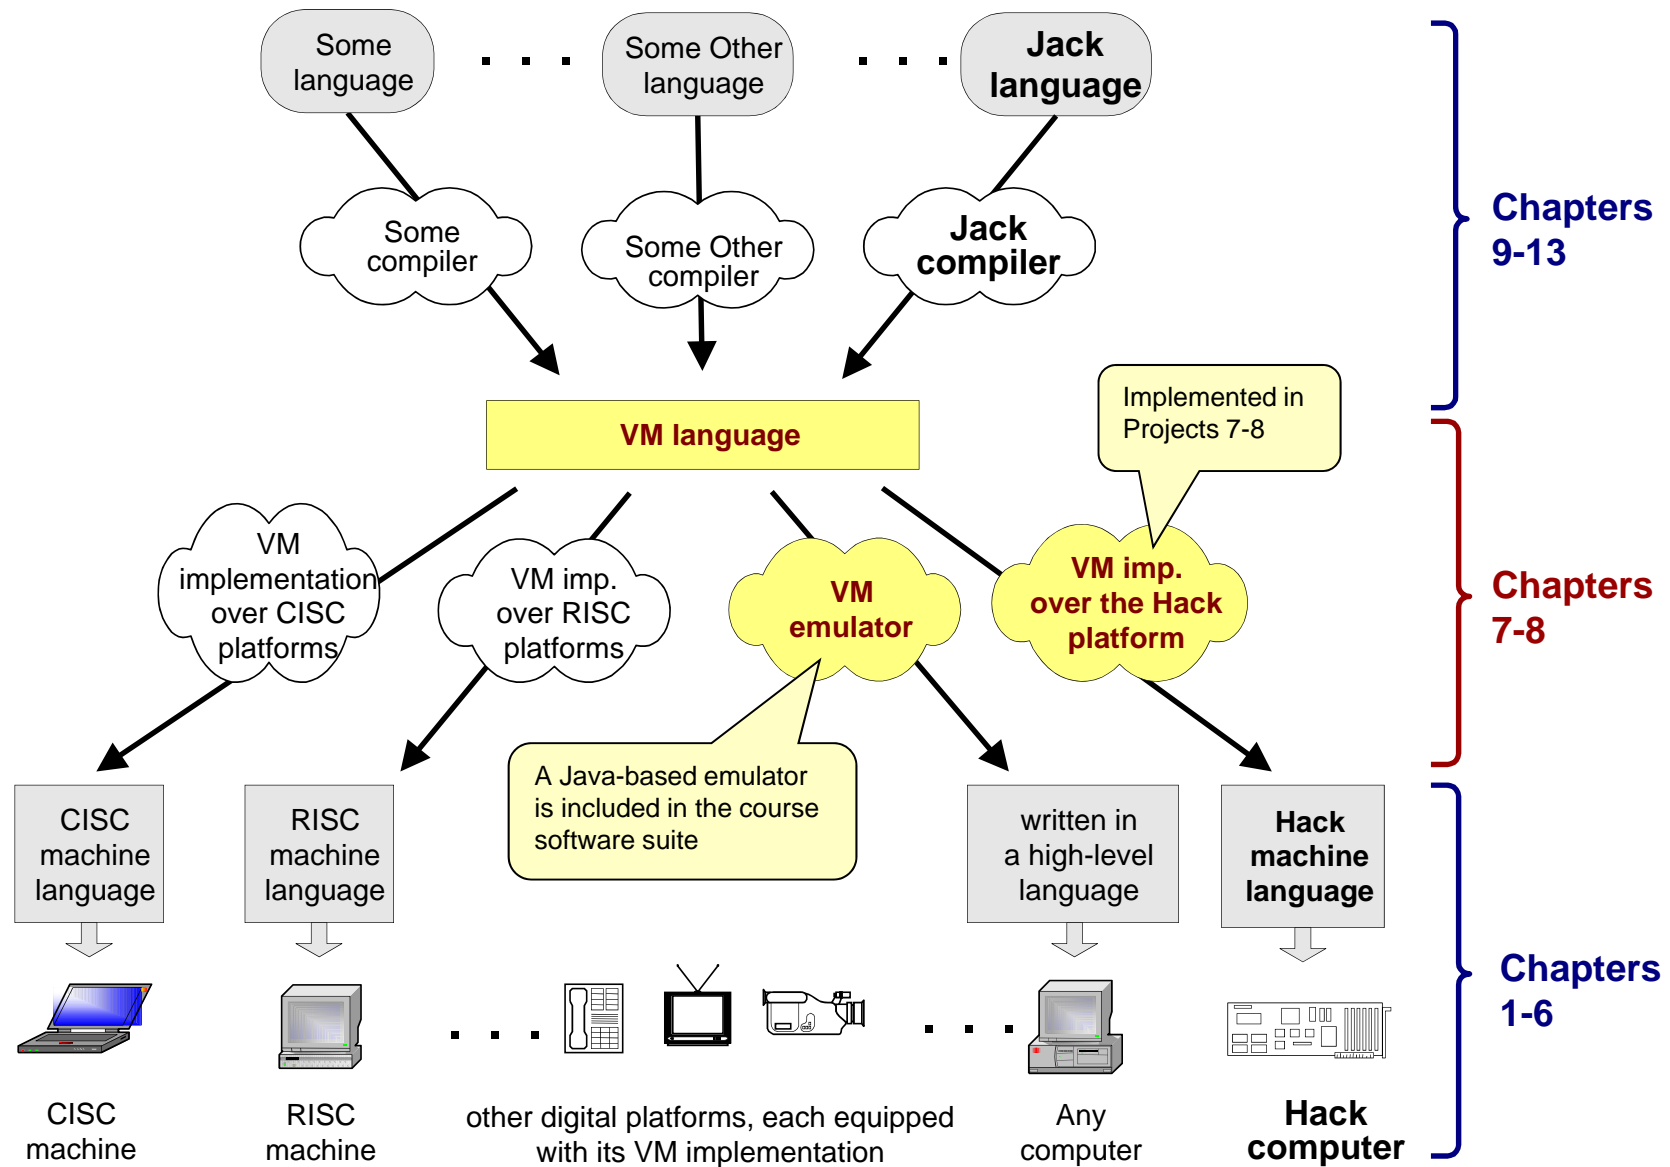 Some
language
. . .
Some Other
language
. . .
Jack
language
Some
compiler
Some Other
compiler
Jack
compiler
Chapters
9-13
VM language
Implemented in
Projects 7-8
VM
implementation
over CISC
platforms
VM imp.
over RISC
platforms
VM
emulator
VM imp.
over the Hack
platform
Chapters
7-8
A Java-based emulator
is included in the course
software suite
CISC
machine
language
RISC
machine
language
written in
a high-level
language
Hack
machine
language
Chapters
1-6
. . .
. . .
CISC
machine
RISC
machine
other digital platforms, each equipped
with its VM implementation
Any
computer
Hack
computer